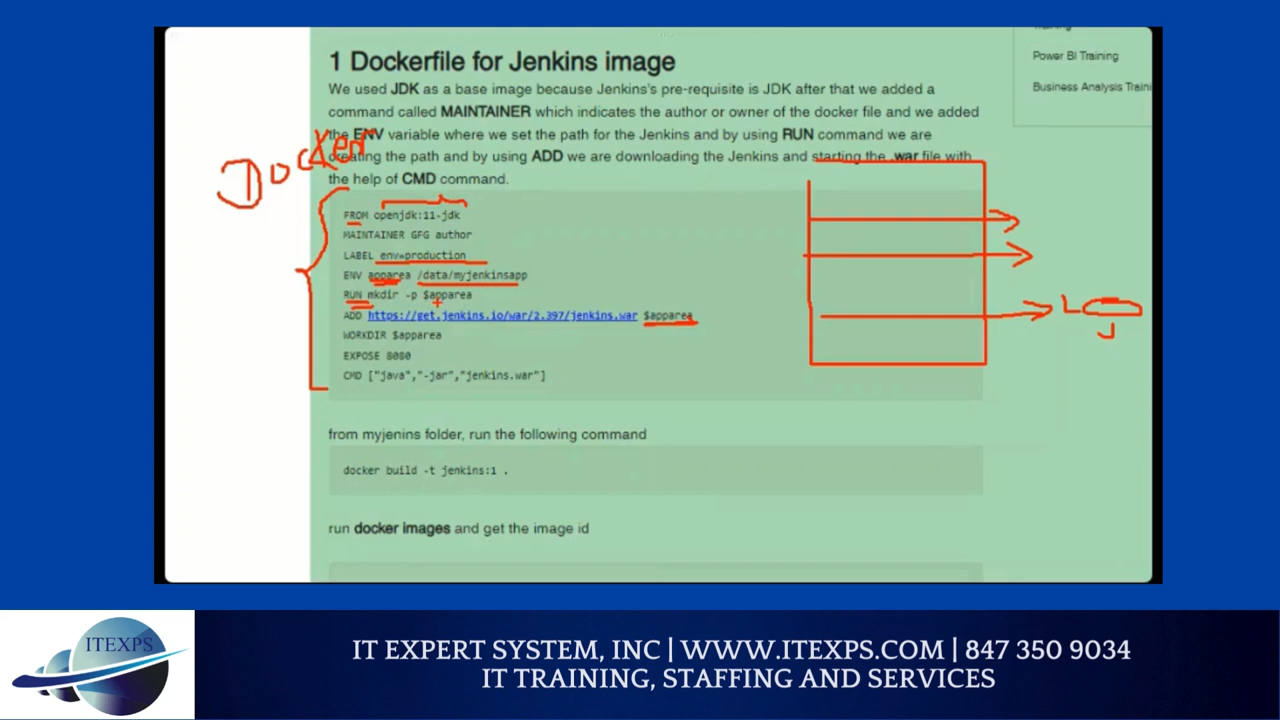 Training
Power BI Training
Business Analysis Traini
1 Dockerfile for Jenkins image
We used JDK as a base image because Jenkins's pre-requisite is JDK after that we added a
command called MAINTAINER which indicates the author or owner of the docker file and we added
the ENV variable where we set the path for the Jenkins and by using RUN command we are
creating the path and by using ADD we are downloading the Jenkins and starting the .war file with
the help of CMD command.
Docker
FROM openjdk:11-jdk
MAINTAINER GFG author
LABEL env=production
ENV apparea /data/myjenkinsapp
RUN mkdir -p $apparea
ADD https://get.jenkins.io/war/2.397/jenkins.war $apparea
WORKDIR $apparea
EXPOSE 8080
CMD ["java","-jar","jenkins.war"]
L
J
from myjenins folder, run the following command
docker build -t jenkins:1 .
run docker images and get the image id
ITEXPS
IT EXPERT SYSTEM, INC | WWW.ITEXPS.COM | 847 350 9034
IT TRAINING, STAFFING AND SERVICES